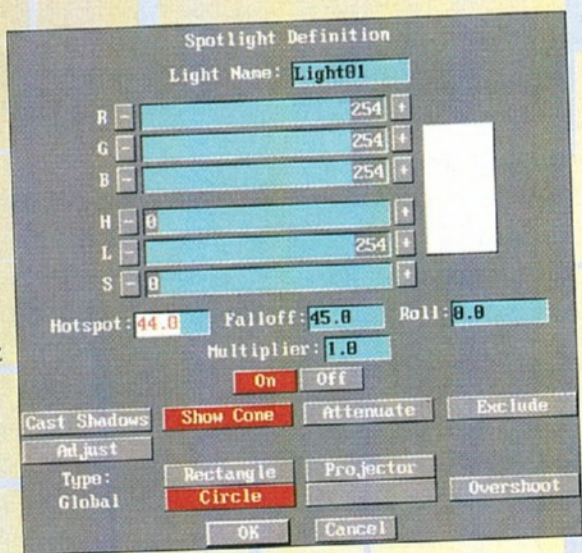 Spotlight Definition
Light Name: Light01
R - 254 +
G - 254 +
B - 254 +
H - 0 +
L - 254 +
S - 0 +
Hotspot: 44.0 Falloff: 45.0 Roll: 0.0
Multiplier: 1.0
On Off
Cast Shadows Show Cone Attenuate Exclude
Adjust
Type: Rectangle Projector
Global Circle Overshoot
OK Cancel